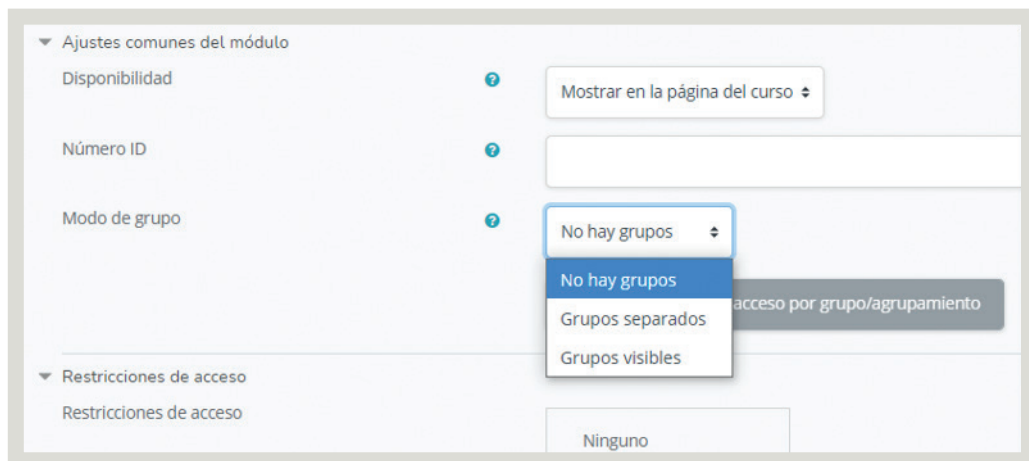 Ajustes comunes del módulo
Disponibilidad
Mostrar en la página del curso
Número ID
Modo de grupo
No hay grupos
No hay grupos
acceso por grupo/agrupamiento
Grupos separados
Grupos visibles
Restricciones de acceso
Restricciones de acceso
Ninguno